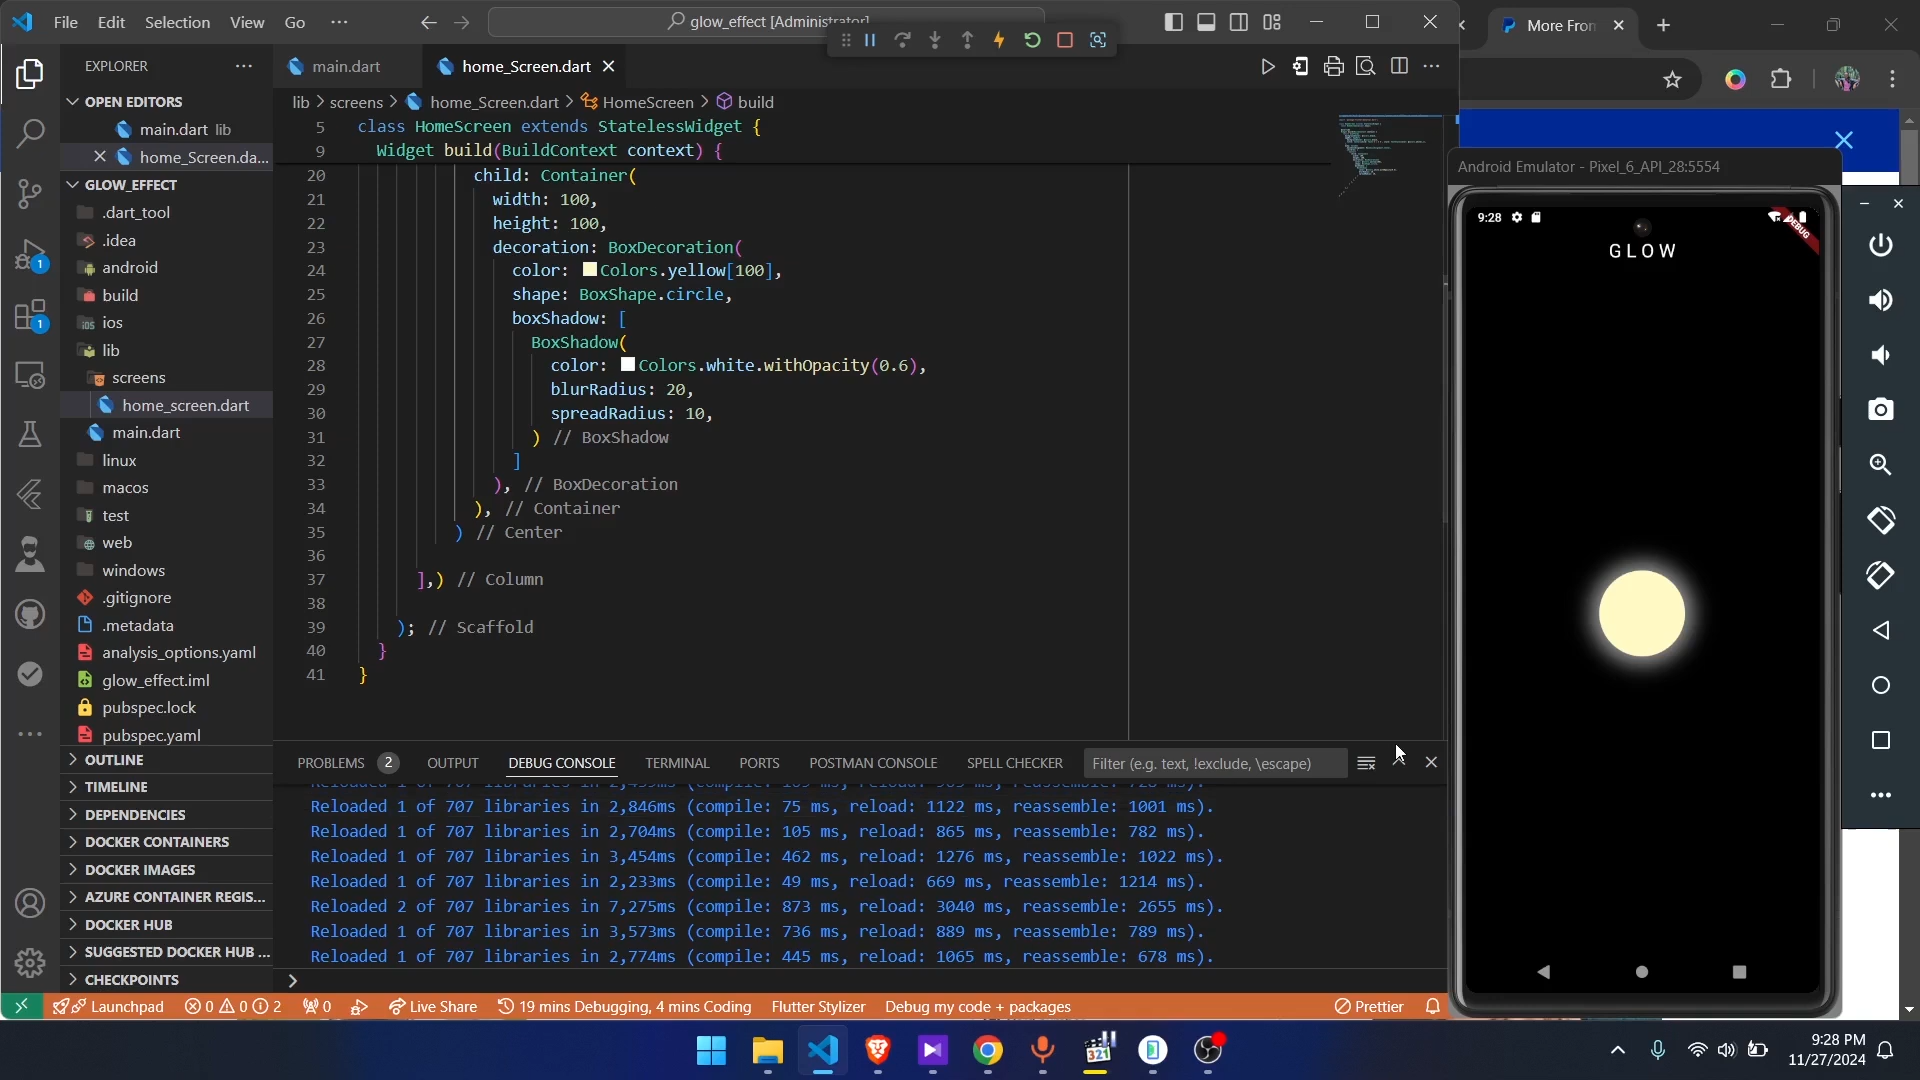 File Edit Selection View Go ···
glow_effect [Administrator]
More Fron
EXPLORER
OPEN EDITORS
main.dart lib
home_Screen.da...
GLOW_EFFECT
.dart_tool
.idea
android
build
ios
lib
screens
home_screen.dart
main.dart
linux
macos
test
web
windows
.gitignore
.metadata
analysis_options.yaml
glow_effect.iml
pubspec.lock
pubspec.yaml
OUTLINE
TIMELINE
DEPENDENCIES
DOCKER CONTAINERS
DOCKER IMAGES
AZURE CONTAINER REGIS...
DOCKER HUB
SUGGESTED DOCKER HUB ...
CHECKPOINTS
1
1
main.dart
home_Screen.dart
lib > screens > home_Screen.dart > HomeScreen > build
5 class HomeScreen extends StatelessWidget {
9 Widget build(BuildContext context) {
20 child: Container(
21 width: 100,
22 height: 100,
23 decoration: BoxDecoration(
24 color: Colors.yellow[100],
25 shape: BoxShape.circle,
26 boxShadow: [
27 BoxShadow(
28 color: Colors.white.withOpacity(0.6),
29 blurRadius: 20,
30 spreadRadius: 10,
31 ) // BoxShadow
32 ]
33 ), // BoxDecoration
34 ), // Container
35 ) // Center
36
37 ],) // Column
38
39 ); // Scaffold
40 }
41 }
PROBLEMS 2 OUTPUT DEBUG CONSOLE TERMINAL PORTS POSTMAN CONSOLE SPELL CHECKER
Filter (e.g. text, !exclude, \escape)
Reloaded 1 of 707 libraries in 2,846ms (compile: 75 ms, reload: 1122 ms, reassemble: 1001 ms).
Reloaded 1 of 707 libraries in 2,704ms (compile: 105 ms, reload: 865 ms, reassemble: 782 ms).
Reloaded 1 of 707 libraries in 3,454ms (compile: 462 ms, reload: 1276 ms, reassemble: 1022 ms).
Reloaded 1 of 707 libraries in 2,233ms (compile: 49 ms, reload: 669 ms, reassemble: 1214 ms).
Reloaded 2 of 707 libraries in 7,275ms (compile: 873 ms, reload: 3040 ms, reassemble: 2655 ms).
Reloaded 1 of 707 libraries in 3,573ms (compile: 736 ms, reload: 889 ms, reassemble: 789 ms).
Reloaded 1 of 707 libraries in 2,774ms (compile: 445 ms, reload: 1065 ms, reassemble: 678 ms).
>
Launchpad 0 0 2 0 Live Share 19 mins Debugging, 4 mins Coding Flutter Stylizer Debug my code + packages Prettier
Android Emulator - Pixel_6_API_28:5554
9:28
DEBUG
GLOW
321
9:28 PM
11/27/2024